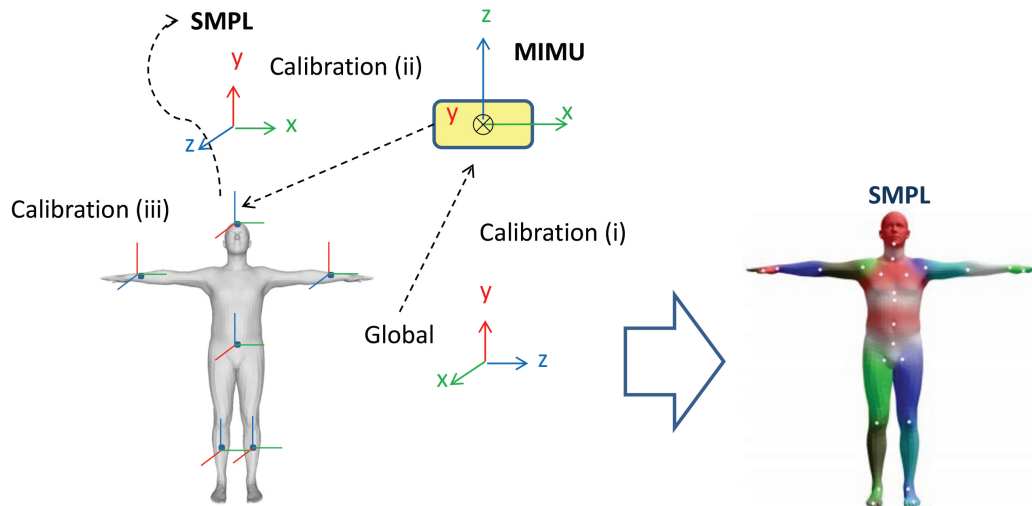 SMPL
Calibration (ii)
y
x
z
MIMU
z
y
x
Calibration (iii)
Calibration (i)
Global
y
z
x
SMPL